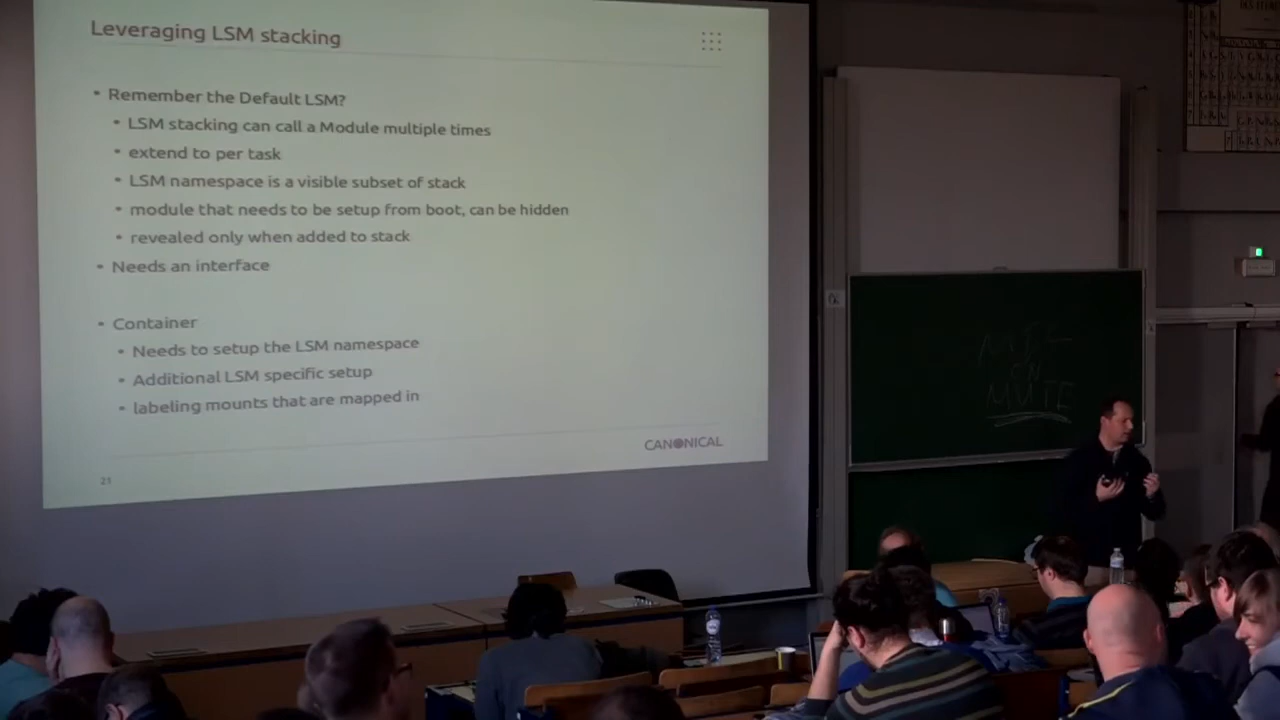 Leveraging LSM stacking
• Remember the Default LSM?
• LSM stacking can call a Module multiple times
• extend to per task
• LSM namespace is a visible subset of stack
• module that needs to be setup from boot, can be hidden
• revealed only when added to stack
• Needs an interface
• Container
• Needs to setup the LSM namespace
• Additional LSM specific setup
• labeling mounts that are mapped in
CANONICAL
21
ON
MUTE